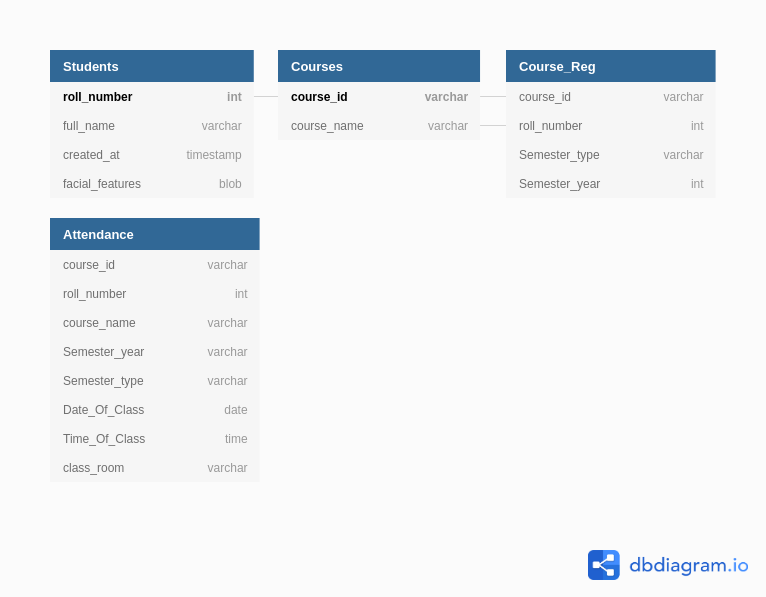 Students
roll_number int
full_name varchar
created_at timestamp
facial_features blob
Courses
course_id varchar
course_name varchar
Course_Reg
course_id varchar
roll_number int
Semester_type varchar
Semester_year int
Attendance
course_id varchar
roll_number int
course_name varchar
Semester_year varchar
Semester_type varchar
Date_Of_Class date
Time_Of_Class time
class_room varchar
dbdiagram.io